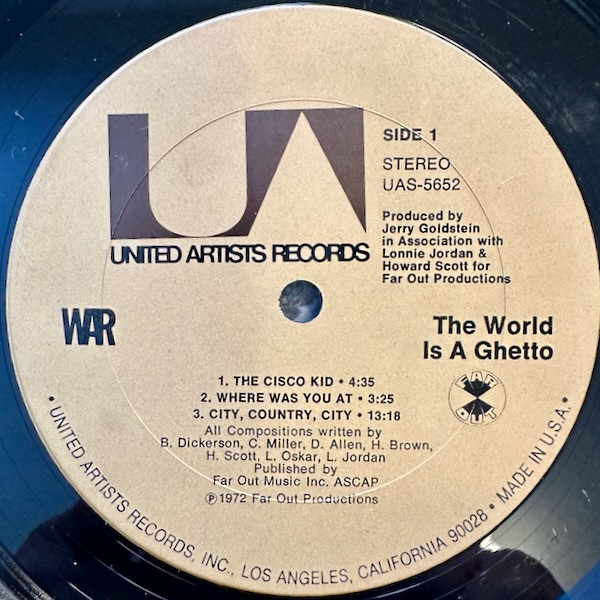 UA
UNITED ARTISTS RECORDS
SIDE 1
STEREO
UAS-5652
Produced by
Jerry Goldstein
in Association with
Lonnie Jordan &
Howard Scott for
Far Out Productions
WAR
The World
Is A Ghetto
FAR
OUT
1. THE CISCO KID • 4:35
2. WHERE WAS YOU AT • 3:25
3. CITY, COUNTRY, CITY • 13:18
All Compositions written by
B. Dickerson, C. Miller, D. Allen, H. Brown,
H. Scott, L. Oskar, L. Jordan
Published by
Far Out Music Inc. ASCAP
℗1972 Far Out Productions
• UNITED ARTISTS RECORDS, INC., LOS ANGELES, CALIFORNIA 90028 • MADE IN U.S.A. •